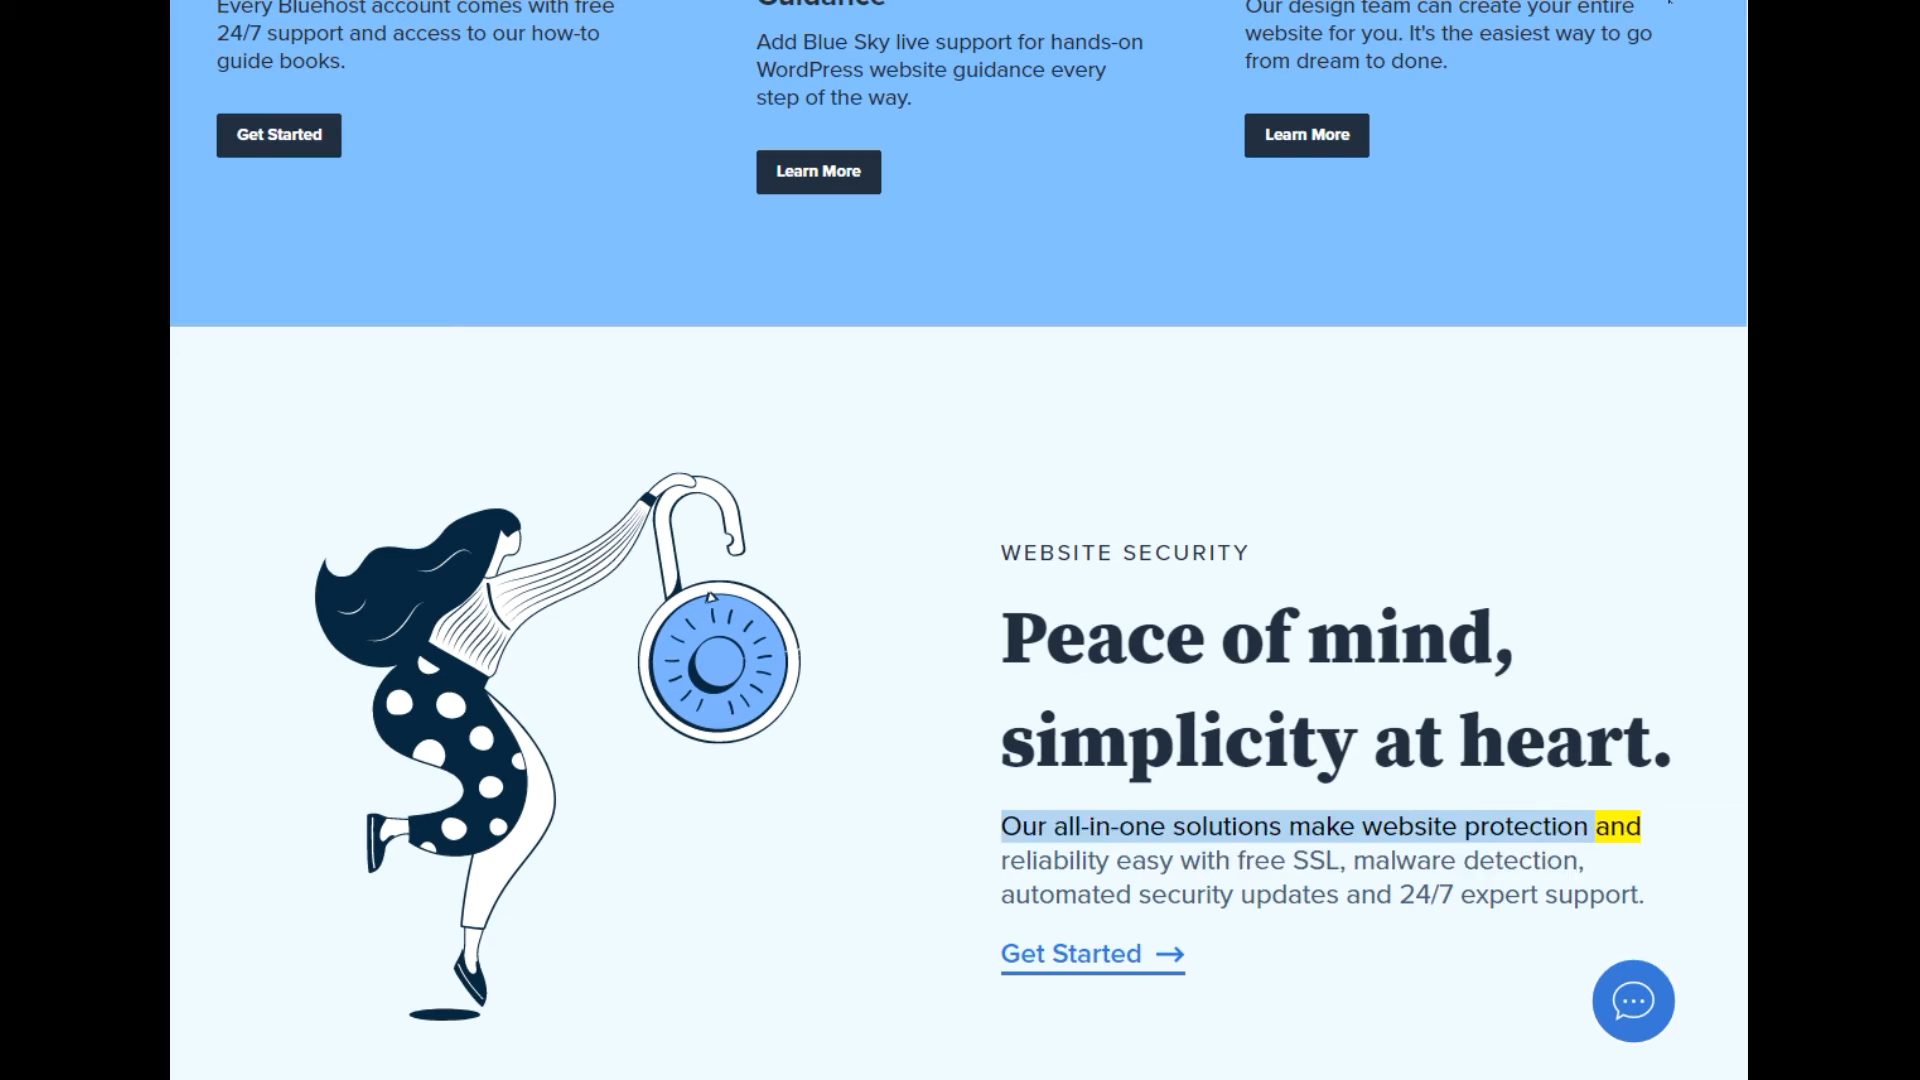 Every Bluehost account comes with free
24/7 support and access to our how-to
guide books.
Get Started
Guidance
Add Blue Sky live support for hands-on
WordPress website guidance every
step of the way.
Learn More
Our design team can create your entire
website for you. It's the easiest way to go
from dream to done.
Learn More
WEBSITE SECURITY
Peace of mind,
simplicity at heart.
Our all-in-one solutions make website protection and
reliability easy with free SSL, malware detection,
automated security updates and 24/7 expert support.
Get Started